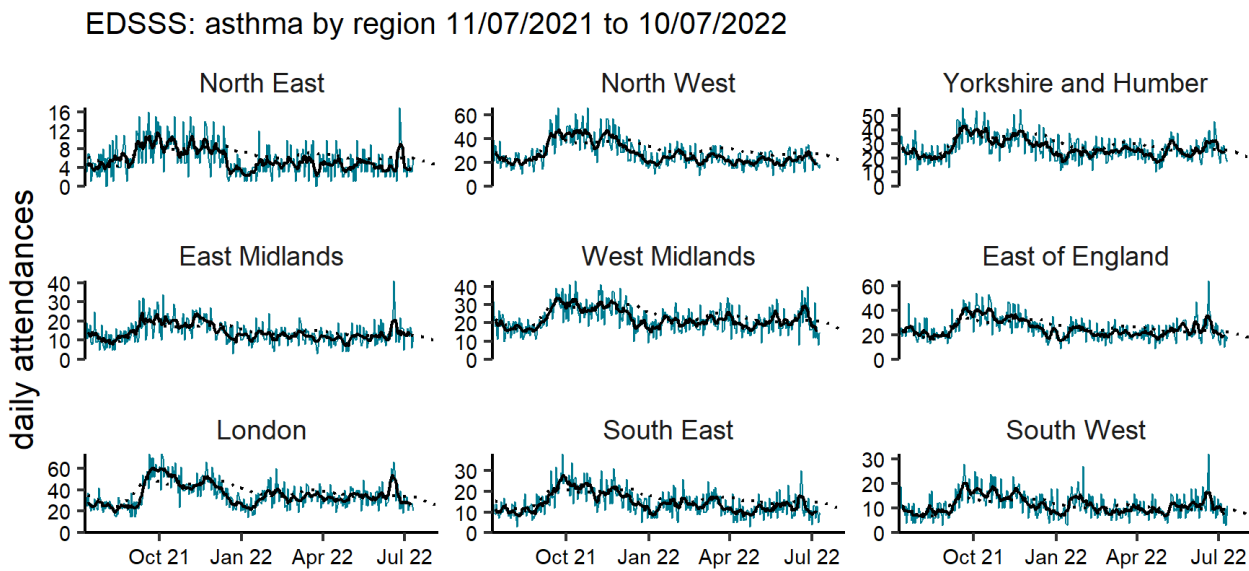 EDSSS: asthma by region 11/07/2021 to 10/07/2022
North East
North West
Yorkshire and Humber
16
12
8
4
0
60
40
20
0
50
40
30
20
10
0
East Midlands
West Midlands
East of England
40
30
20
10
0
40
30
20
10
0
60
40
20
0
daily attendances
London
South East
South West
60
40
20
0
30
20
10
0
30
20
10
0
Oct 21 Jan 22 Apr 22 Jul 22
Oct 21 Jan 22 Apr 22 Jul 22
Oct 21 Jan 22 Apr 22 Jul 22